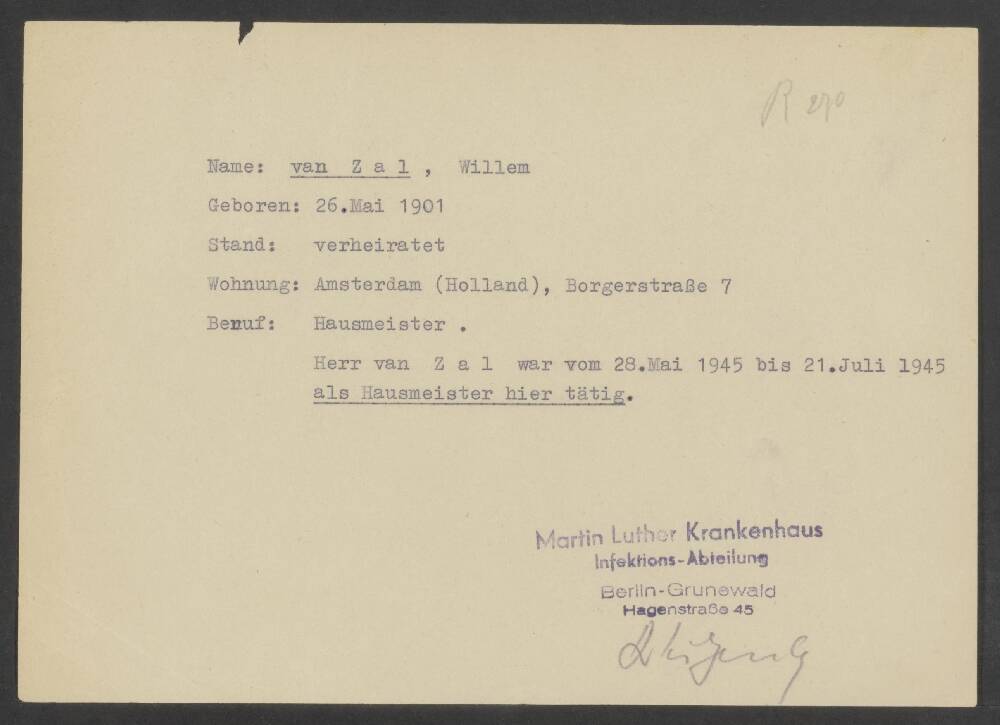 R 270
Name: van Z a l , Willem
Geboren: 26.Mai 1901
Stand: verheiratet
Wohnung: Amsterdam (Holland), Borgerstraße 7
Beruf: Hausmeister .
Herr van Z a l war vom 28.Mai 1945 bis 21.Juli 1945
als Hausmeister hier tätig.
Martin Luther Krankenhaus
Infektions-Abteilung
Berlin-Grunewald
Hagenstraße 45